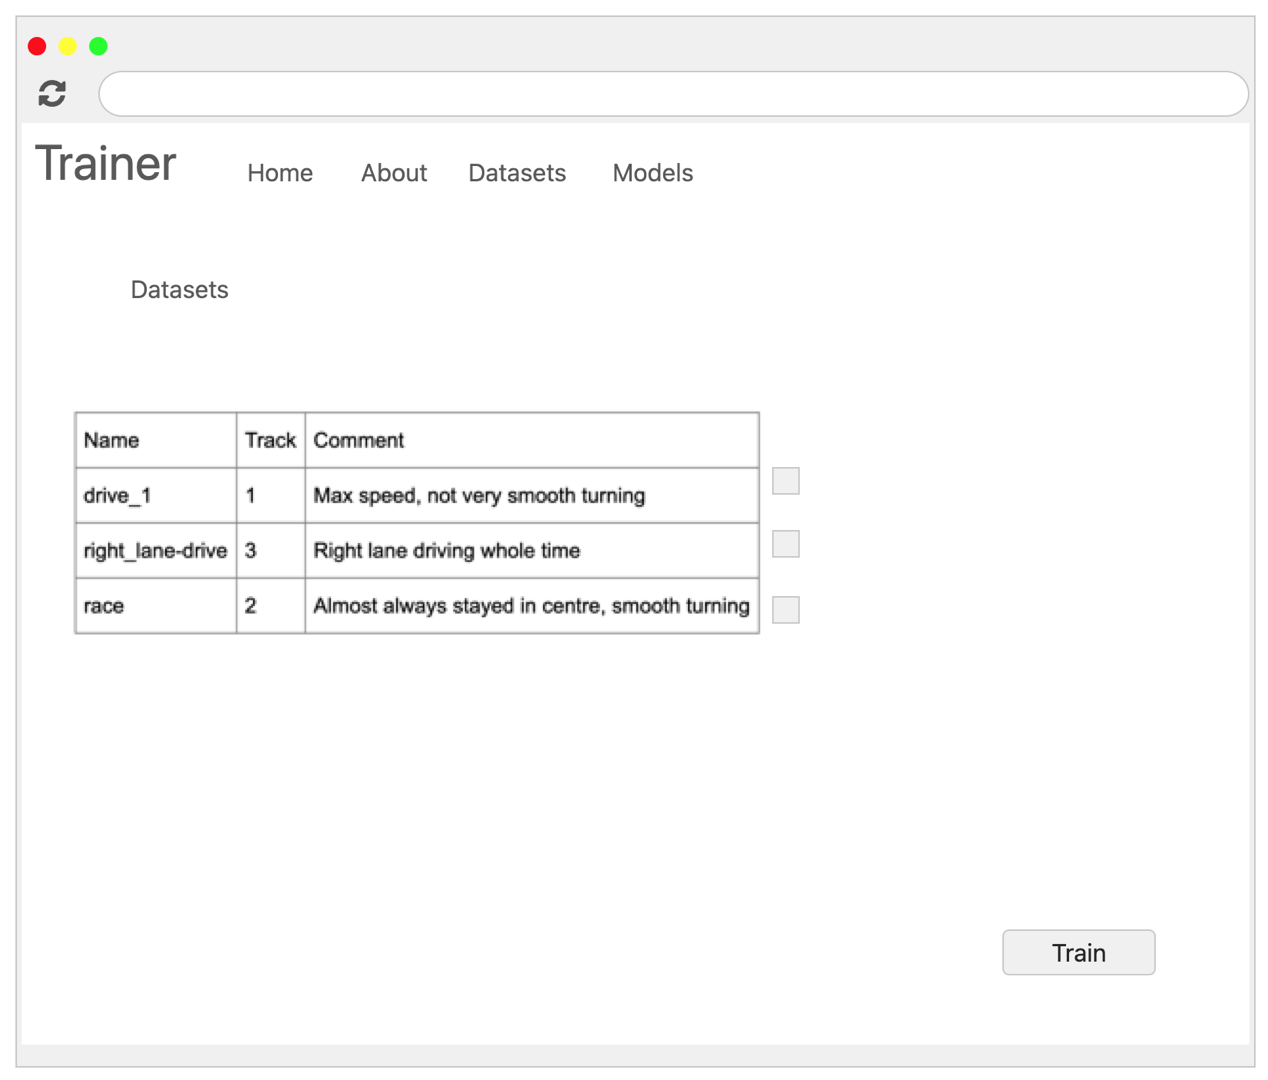 Trainer Home About Datasets Models
Datasets
Name Track Comment
drive_1 1 Max speed, not very smooth turning
right_lane-drive 3 Right lane driving whole time
race 2 Almost always stayed in centre, smooth turning
Train